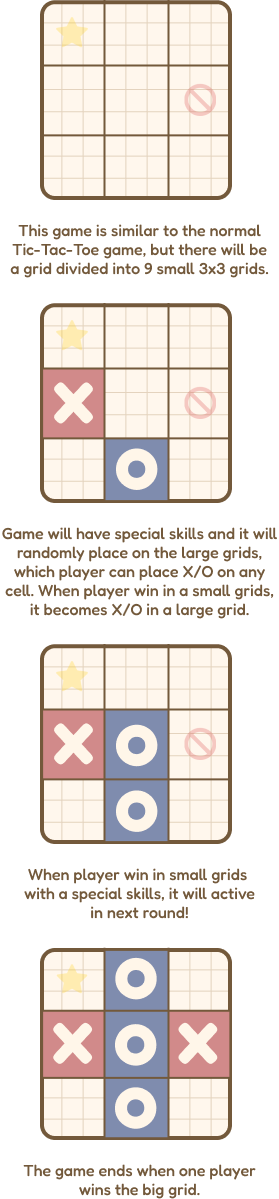 This game is similar to the normal
Tic-Tac-Toe game, but there will be
a grid divided into 9 small 3x3 grids.
Game will have special skills and it will
randomly place on the large grids,
which player can place X/O on any
cell. When player win in a small grids,
it becomes X/O in a large grid.
When player win in small grids
with a special skills, it will active
in next round!
The game ends when one player
wins the big grid.